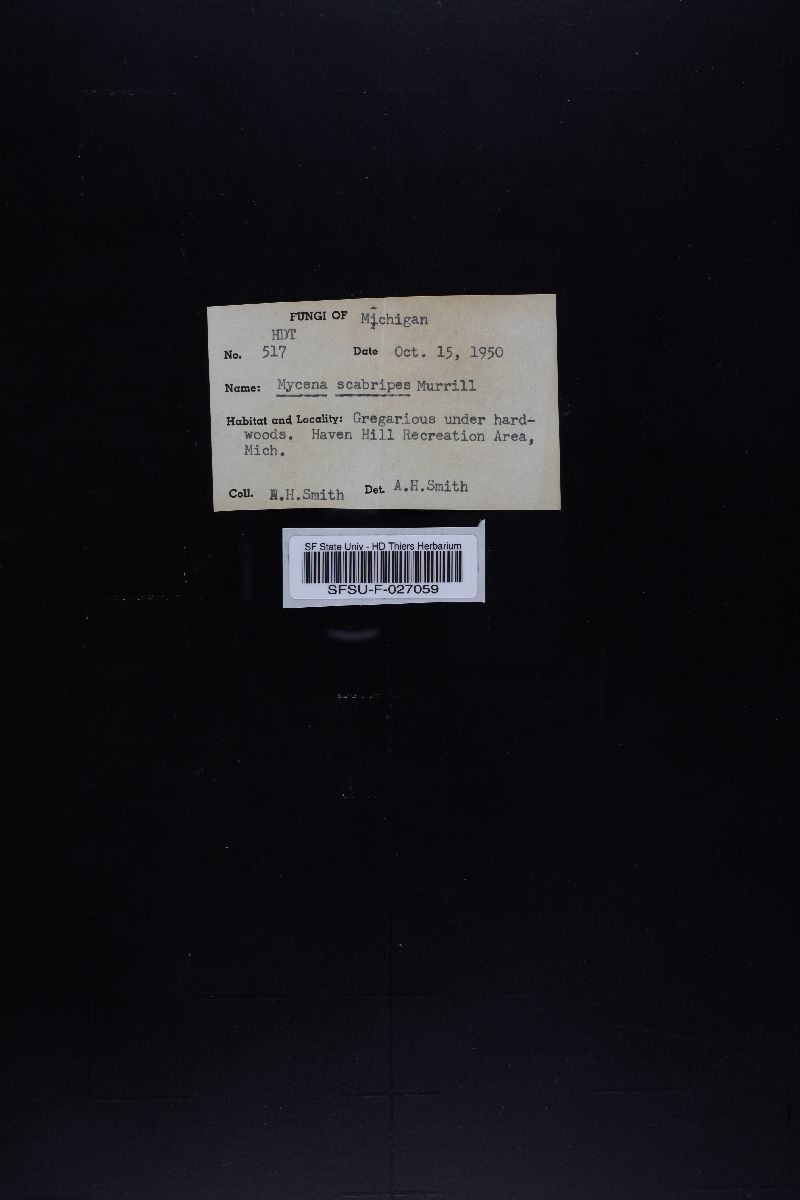 FUNGI OF Michigan
HDT
No. 517 Date Oct. 15, 1950
Name: Mycena scabripes Murrill
Habitat and Locality: Gregarious under hard-
woods. Haven Hill Recreation Area,
Mich.
Coll. A.H.Smith Det. A.H.Smith
SF State Univ - HD Thiers Herbarium
SFSU-F-027059